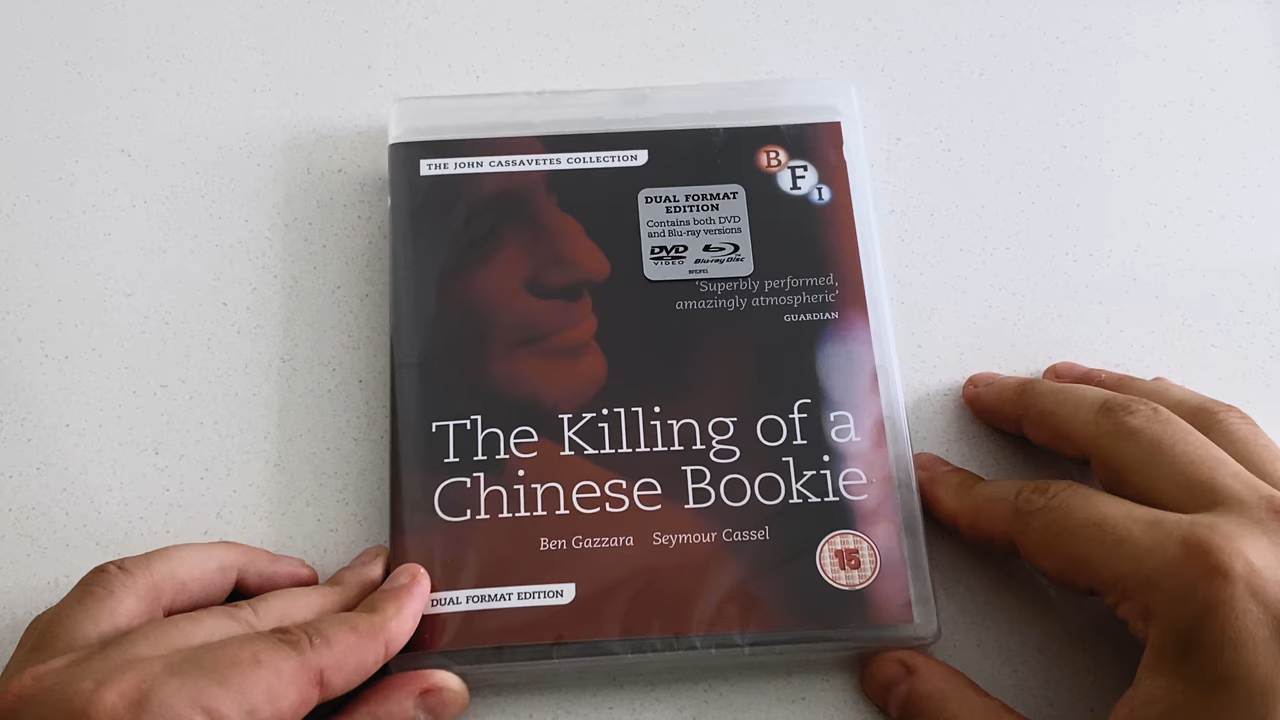 THE JOHN CASSAVETES COLLECTION
BFI
DUAL FORMAT
EDITION
Contains both DVD
and Blu-ray versions
DVD
VIDEO
Blu-ray Disc
'Superbly performed,
amazingly atmospheric'
GUARDIAN
The Killing of a
Chinese Bookie
Ben Gazzara Seymour Cassel
15
DUAL FORMAT EDITION